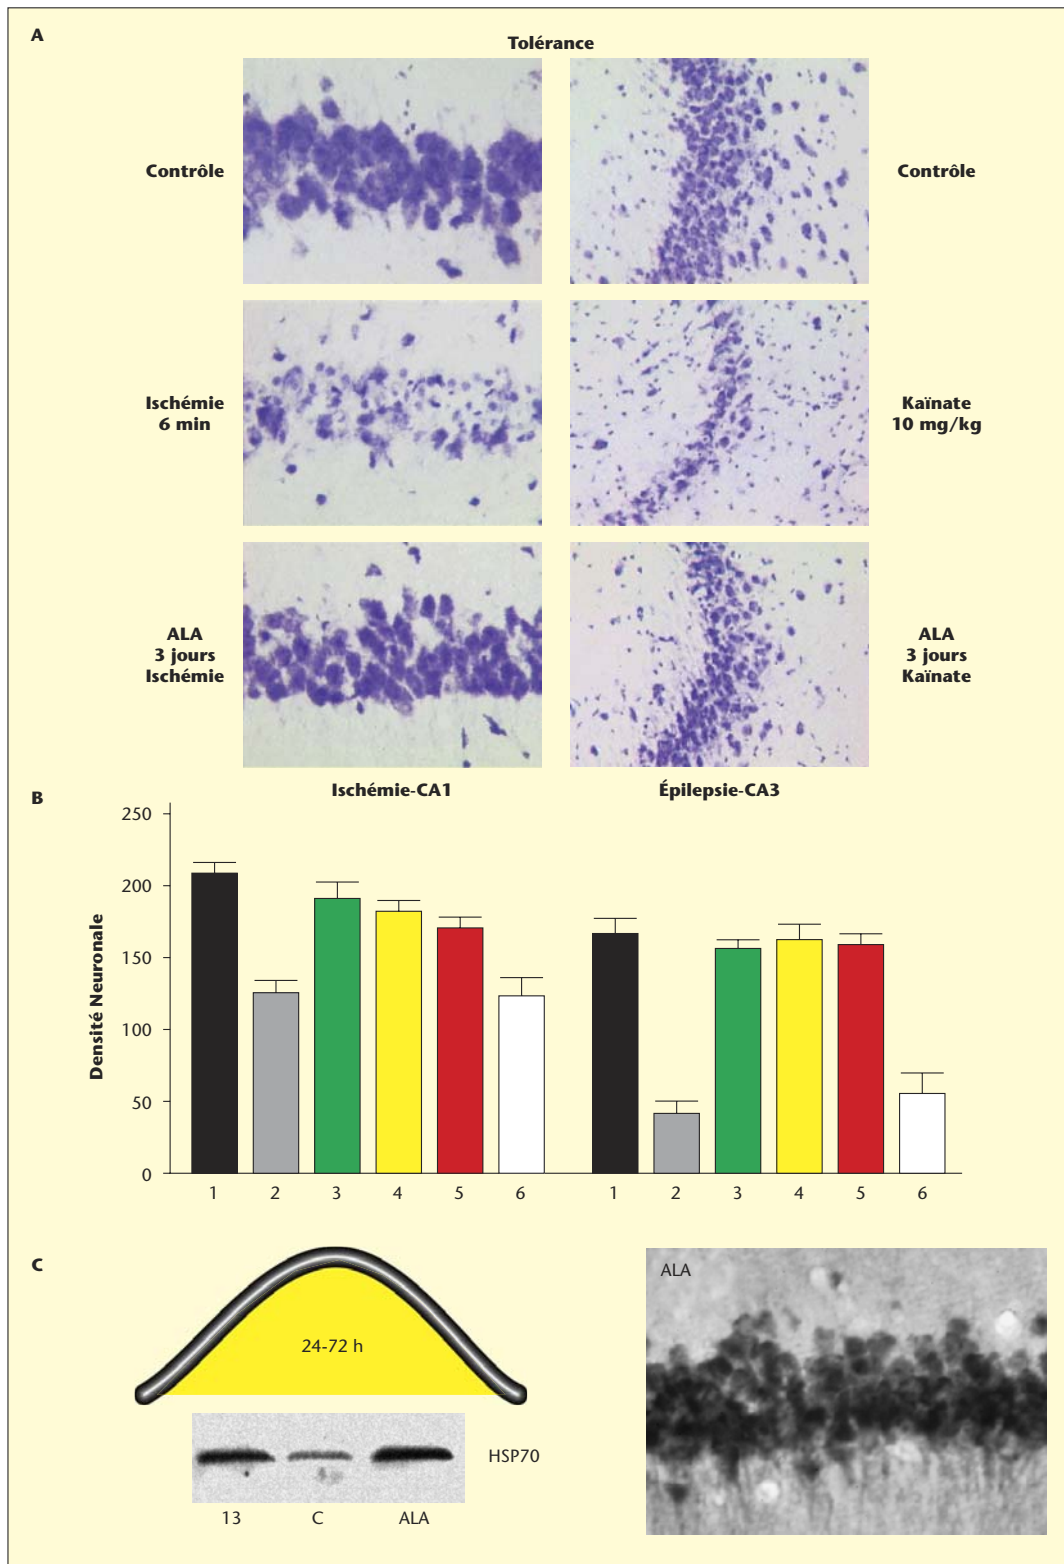 A
Tolérance
Contrôle
Contrôle
Ischémie
6 min
Kaïnate
10 mg/kg
ALA
3 jours
Ischémie
ALA
3 jours
Kaïnate
B
Ischémie-CA1
Épilepsie-CA3
Densité Neuronale
250
200
150
100
50
0
1 2 3 4 5 6 1 2 3 4 5 6
C
24-72 h
HSP70
13 C ALA
ALA